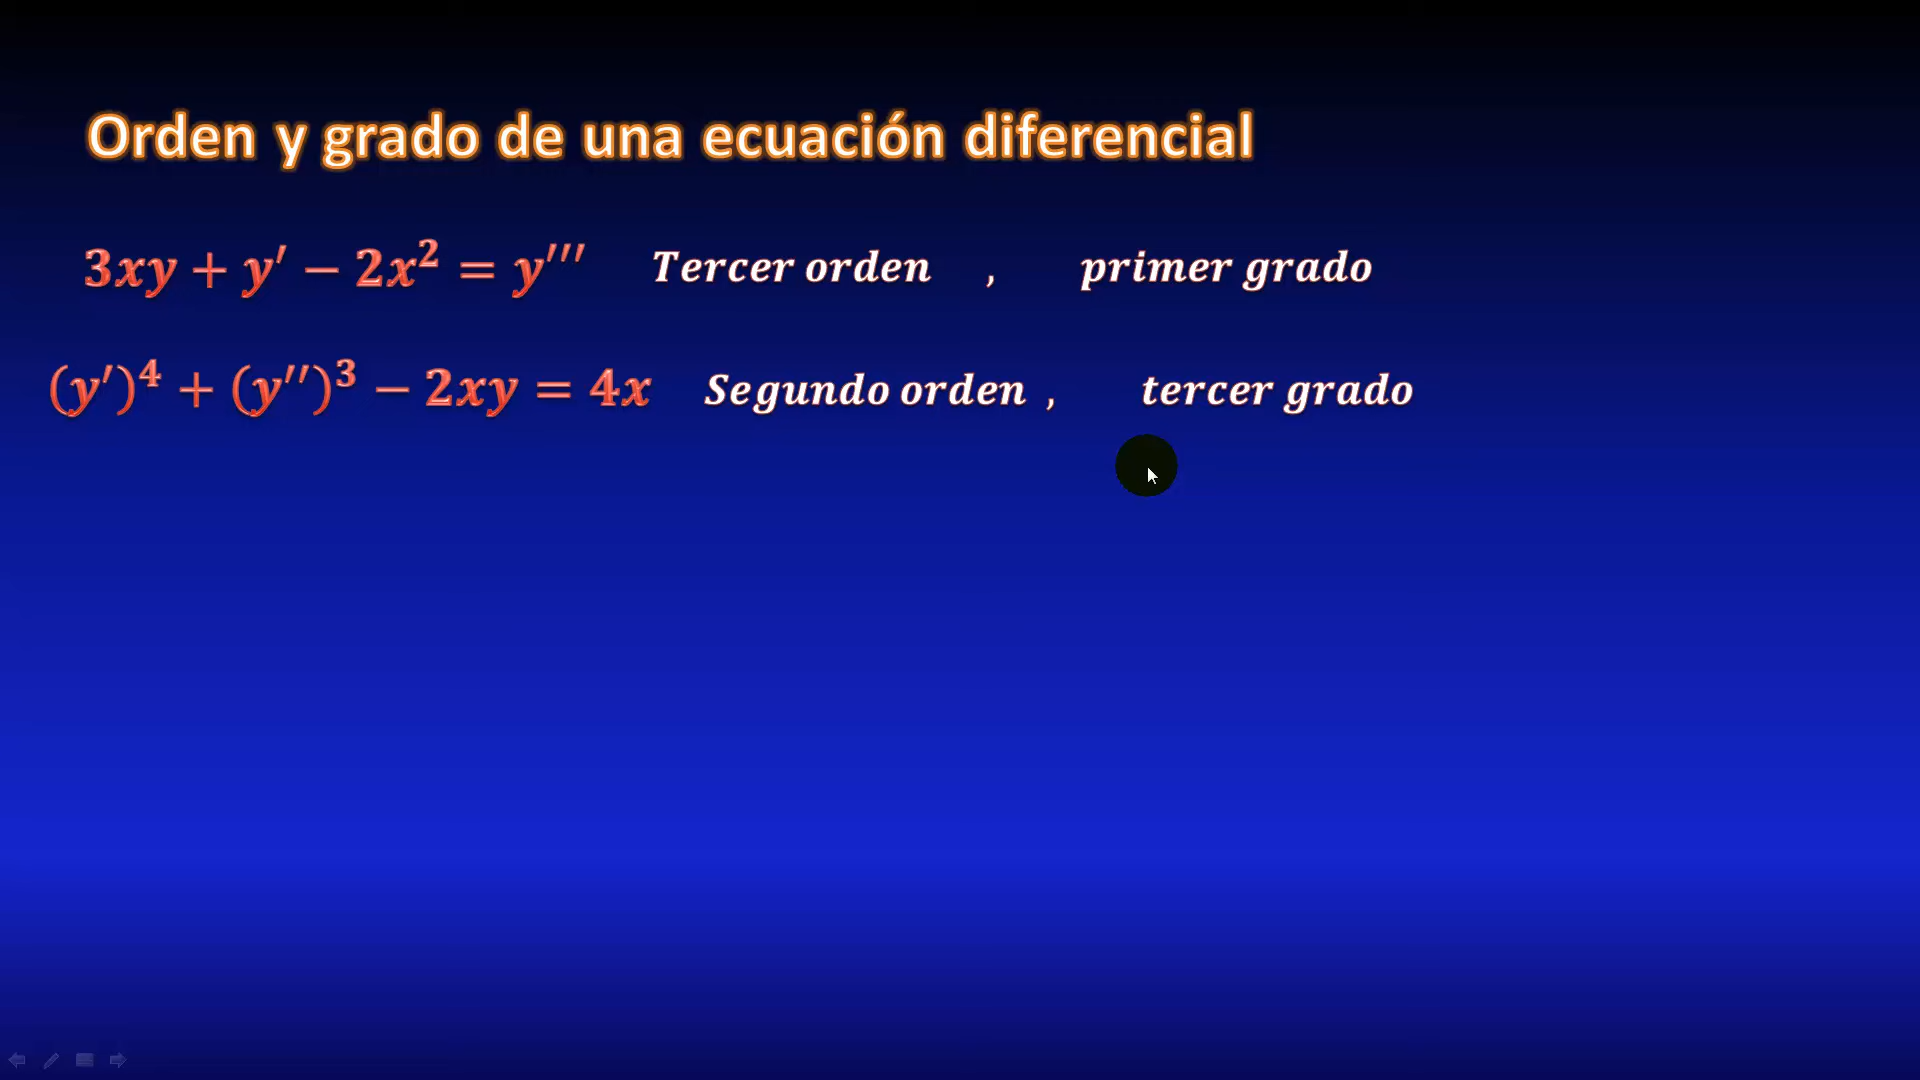 Orden y grado de una ecuación diferencial
3xy + y′ − 2x² = y′′′ Tercer orden , primer grado
(y′)⁴ + (y′′)³ − 2xy = 4x Segundo orden , tercer grado